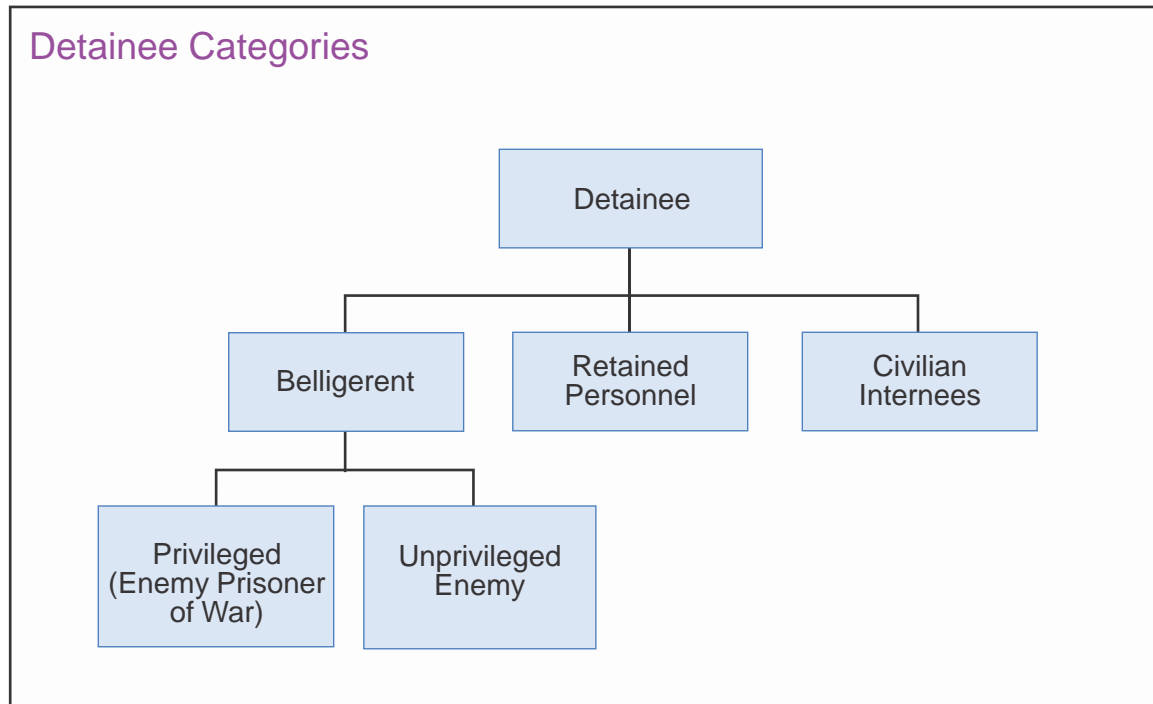 Detainee Categories
Detainee
Belligerent
Retained
Personnel
Civilian
Internees
Privileged
(Enemy Prisoner
of War)
Unprivileged
Enemy